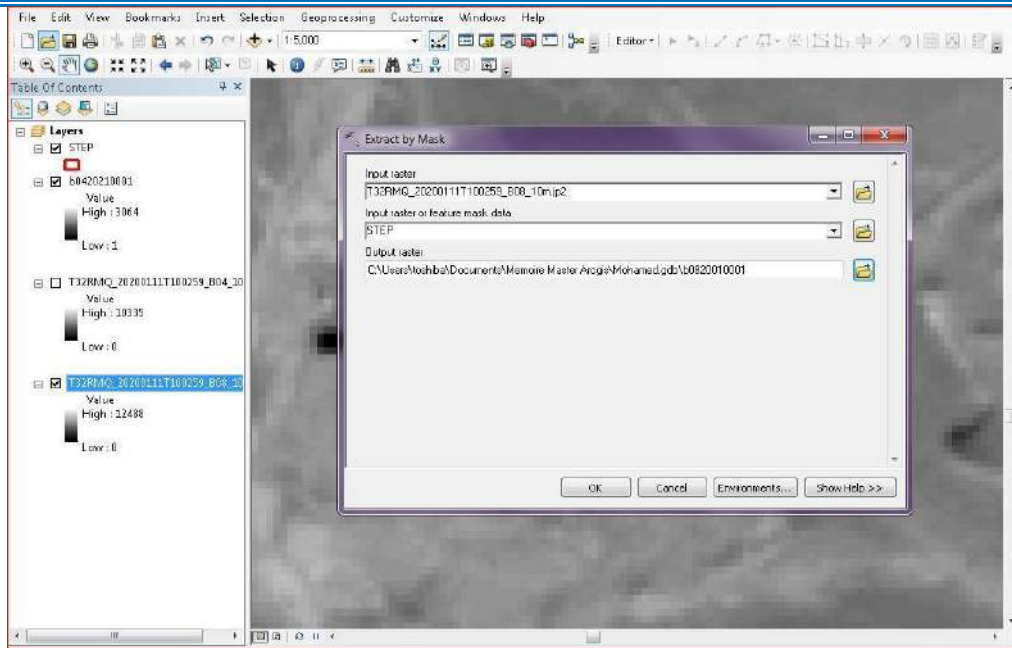 File Edit View Bookmarks Insert Selection Geoprocessing Customize Windows Help
1:5.000 Editor
Table Of Contents
Layers
STEP
b0420210001
Value
High : 3064
Low : 1
T32RMQ_20200111T100259_B04_10
Value
High : 10335
Low : 0
T32RMQ_20200111T100259_B08_10
Value
High : 12488
Low : 0
Extract by Mask
Input raster
T32RMQ_20200111T100259_B08_10m.jp2
Input raster or feature mask data
STEP
Output raster
C:\Users\toshiba\Documents\Memoire Master Arcgis\Mohamed.gdb\b0820010001
OK Cancel Environments... Show Help >>